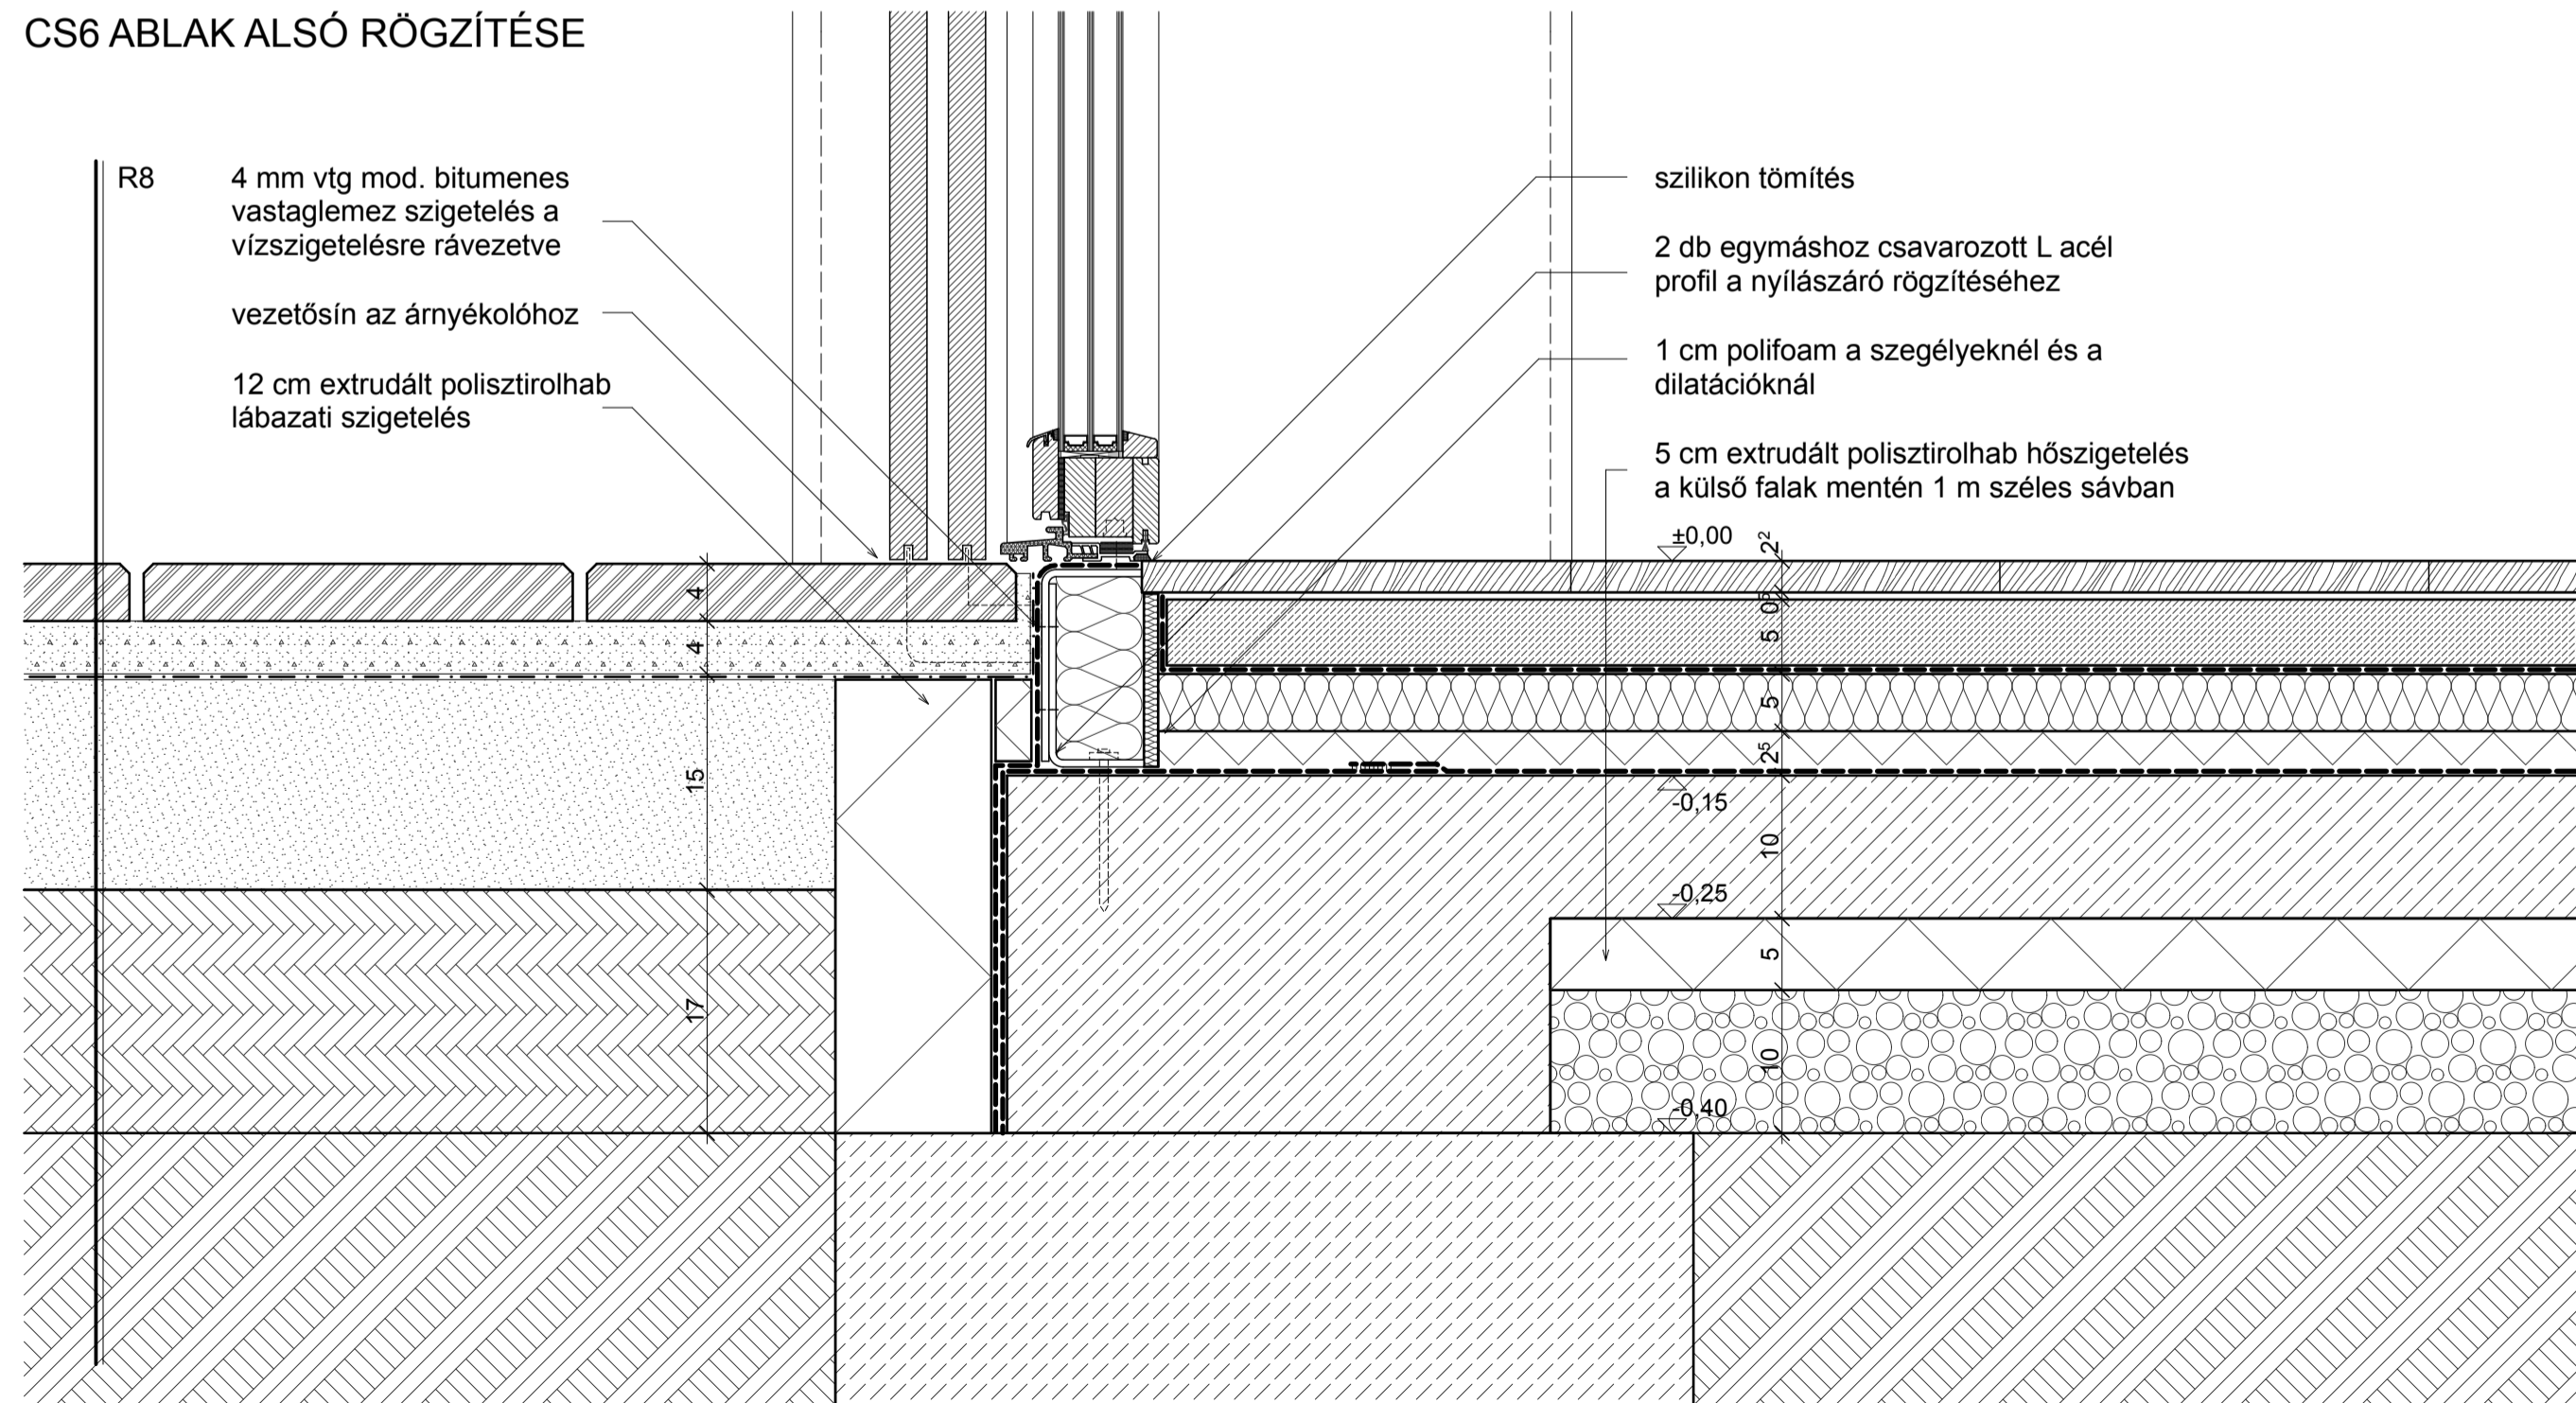 CS6 ABLAK ALSÓ RÖGZÍTÉSE
R8
4 mm vtg mod. bitumenes
vastaglemez szigetelés a
vízszigetelésre rávezetve
vezetősín az árnyékolóhoz
12 cm extrudált polisztirolhab
lábazati szigetelés
szilikon tömítés
2 db egymáshoz csavarozott L acél
profil a nyílászáró rögzítéséhez
1 cm polifoam a szegélyeknél és a
dilatációknál
5 cm extrudált polisztirolhab hőszigetelés
a külső falak mentén 1 m széles sávban
4
4
15
17
±0,00
2²
0⁵
5
5
2⁵
-0,15
10
-0,25
5
10
-0,40